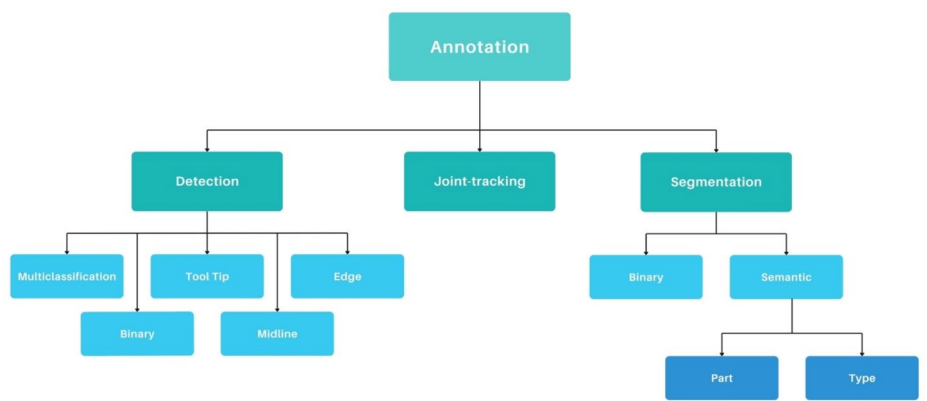 Annotation
Detection
Joint-tracking
Segmentation
Multiclassification
Tool Tip
Edge
Binary
Midline
Binary
Semantic
Part
Type